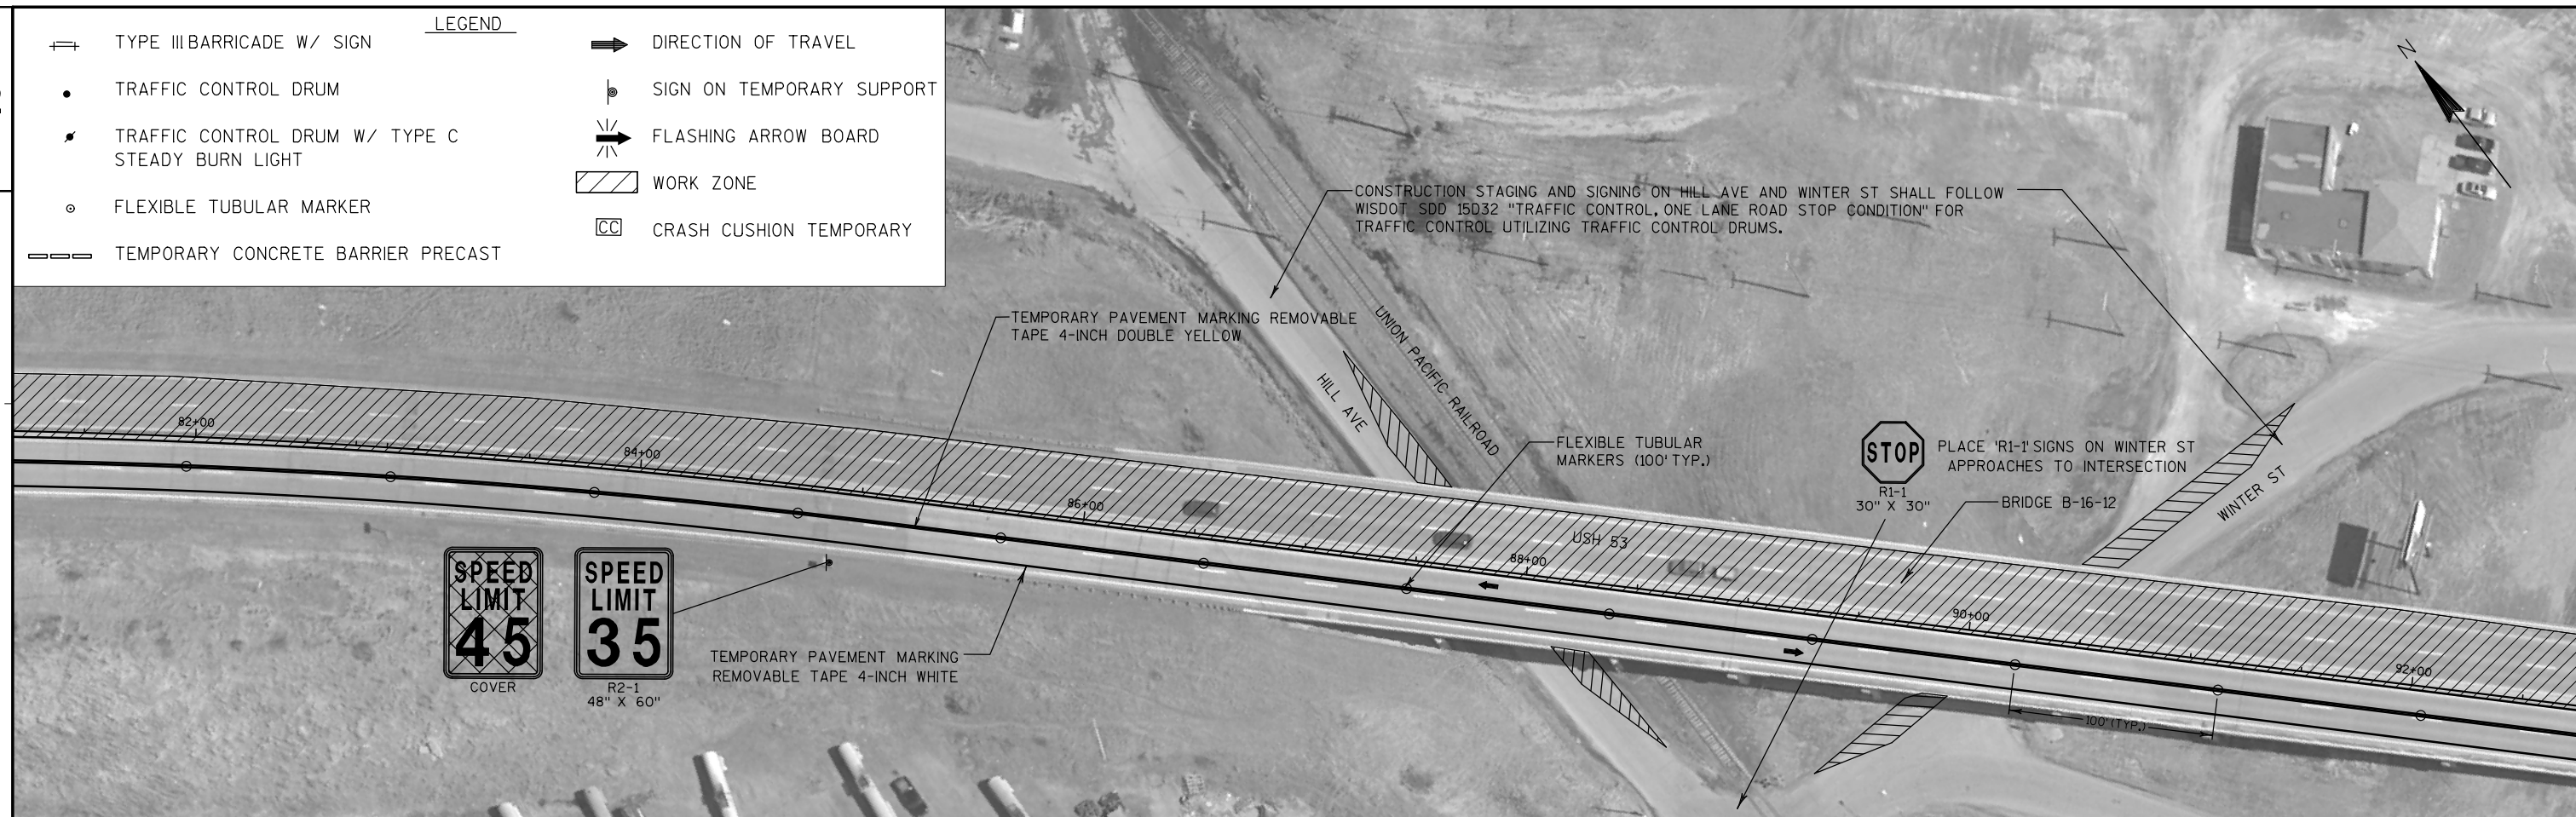 LEGEND
TYPE III BARRICADE W/ SIGN
TRAFFIC CONTROL DRUM
TRAFFIC CONTROL DRUM W/ TYPE C
STEADY BURN LIGHT
FLEXIBLE TUBULAR MARKER
TEMPORARY CONCRETE BARRIER PRECAST
DIRECTION OF TRAVEL
SIGN ON TEMPORARY SUPPORT
FLASHING ARROW BOARD
WORK ZONE
CC
CRASH CUSHION TEMPORARY
N
CONSTRUCTION STAGING AND SIGNING ON HILL AVE AND WINTER ST SHALL FOLLOW
WISDOT SDD 15D32 "TRAFFIC CONTROL, ONE LANE ROAD STOP CONDITION" FOR
TRAFFIC CONTROL UTILIZING TRAFFIC CONTROL DRUMS.
TEMPORARY PAVEMENT MARKING REMOVABLE
TAPE 4-INCH DOUBLE YELLOW
UNION PACIFIC RAILROAD
HILL AVE
FLEXIBLE TUBULAR
MARKERS (100' TYP.)
STOP
R1-1
30" X 30"
PLACE 'R1-1' SIGNS ON WINTER ST
APPROACHES TO INTERSECTION
BRIDGE B-16-12
WINTER ST
82+00
84+00
86+00
88+00
USH 53
90+00
92+00
SPEED
LIMIT
45
COVER
SPEED
LIMIT
35
R2-1
48" X 60"
TEMPORARY PAVEMENT MARKING
REMOVABLE TAPE 4-INCH WHITE
100' (TYP.)